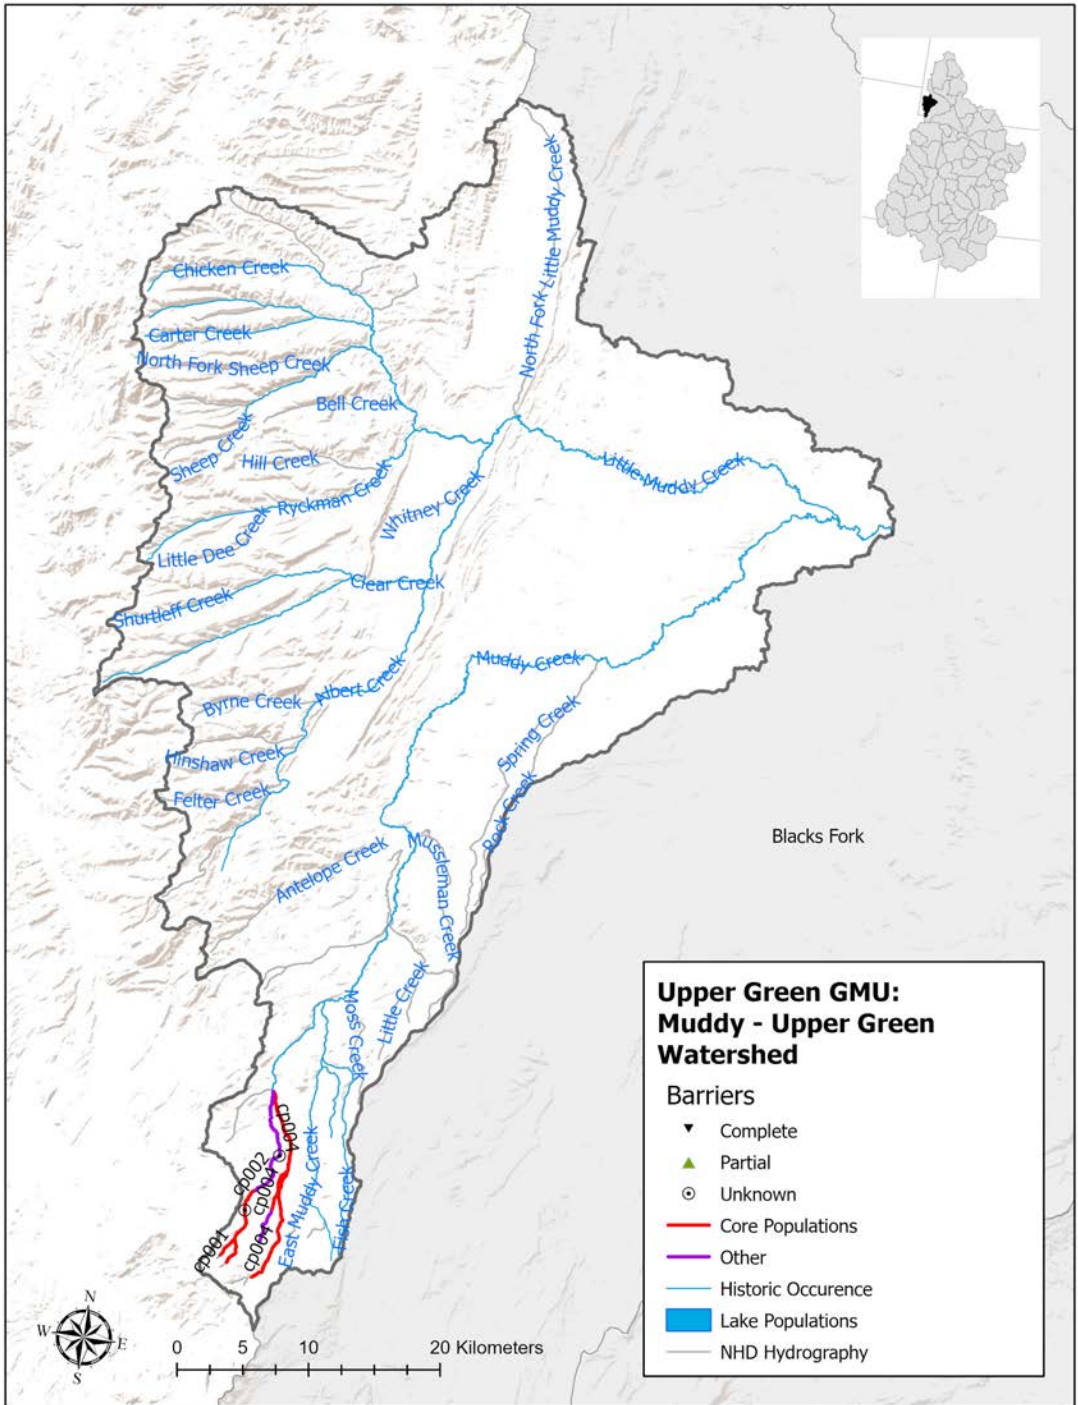 North Fork Little Muddy Creek
Chicken Creek
Carter Creek
North Fork Sheep Creek
Bell Creek
Sheep Creek
Hill Creek
Little Muddy Creek
Ryckman Creek
Whitney Creek
Little Dee Creek
Clear Creek
Shurtleff Creek
Muddy Creek
Albert Creek
Byrne Creek
Spring Creek
Hinshaw Creek
Felter Creek
Rock Creek
Blacks Fork
Mussleman Creek
Antelope Creek
Little Creek
Moss Creek
cp004
cp002
cp004
East Muddy Creek
Fish Creek
cp001
cp004
Upper Green GMU:
Muddy - Upper Green
Watershed
Barriers
Complete
Partial
Unknown
Core Populations
Other
Historic Occurence
Lake Populations
NHD Hydrography
N
W E
S
0 5 10 20 Kilometers